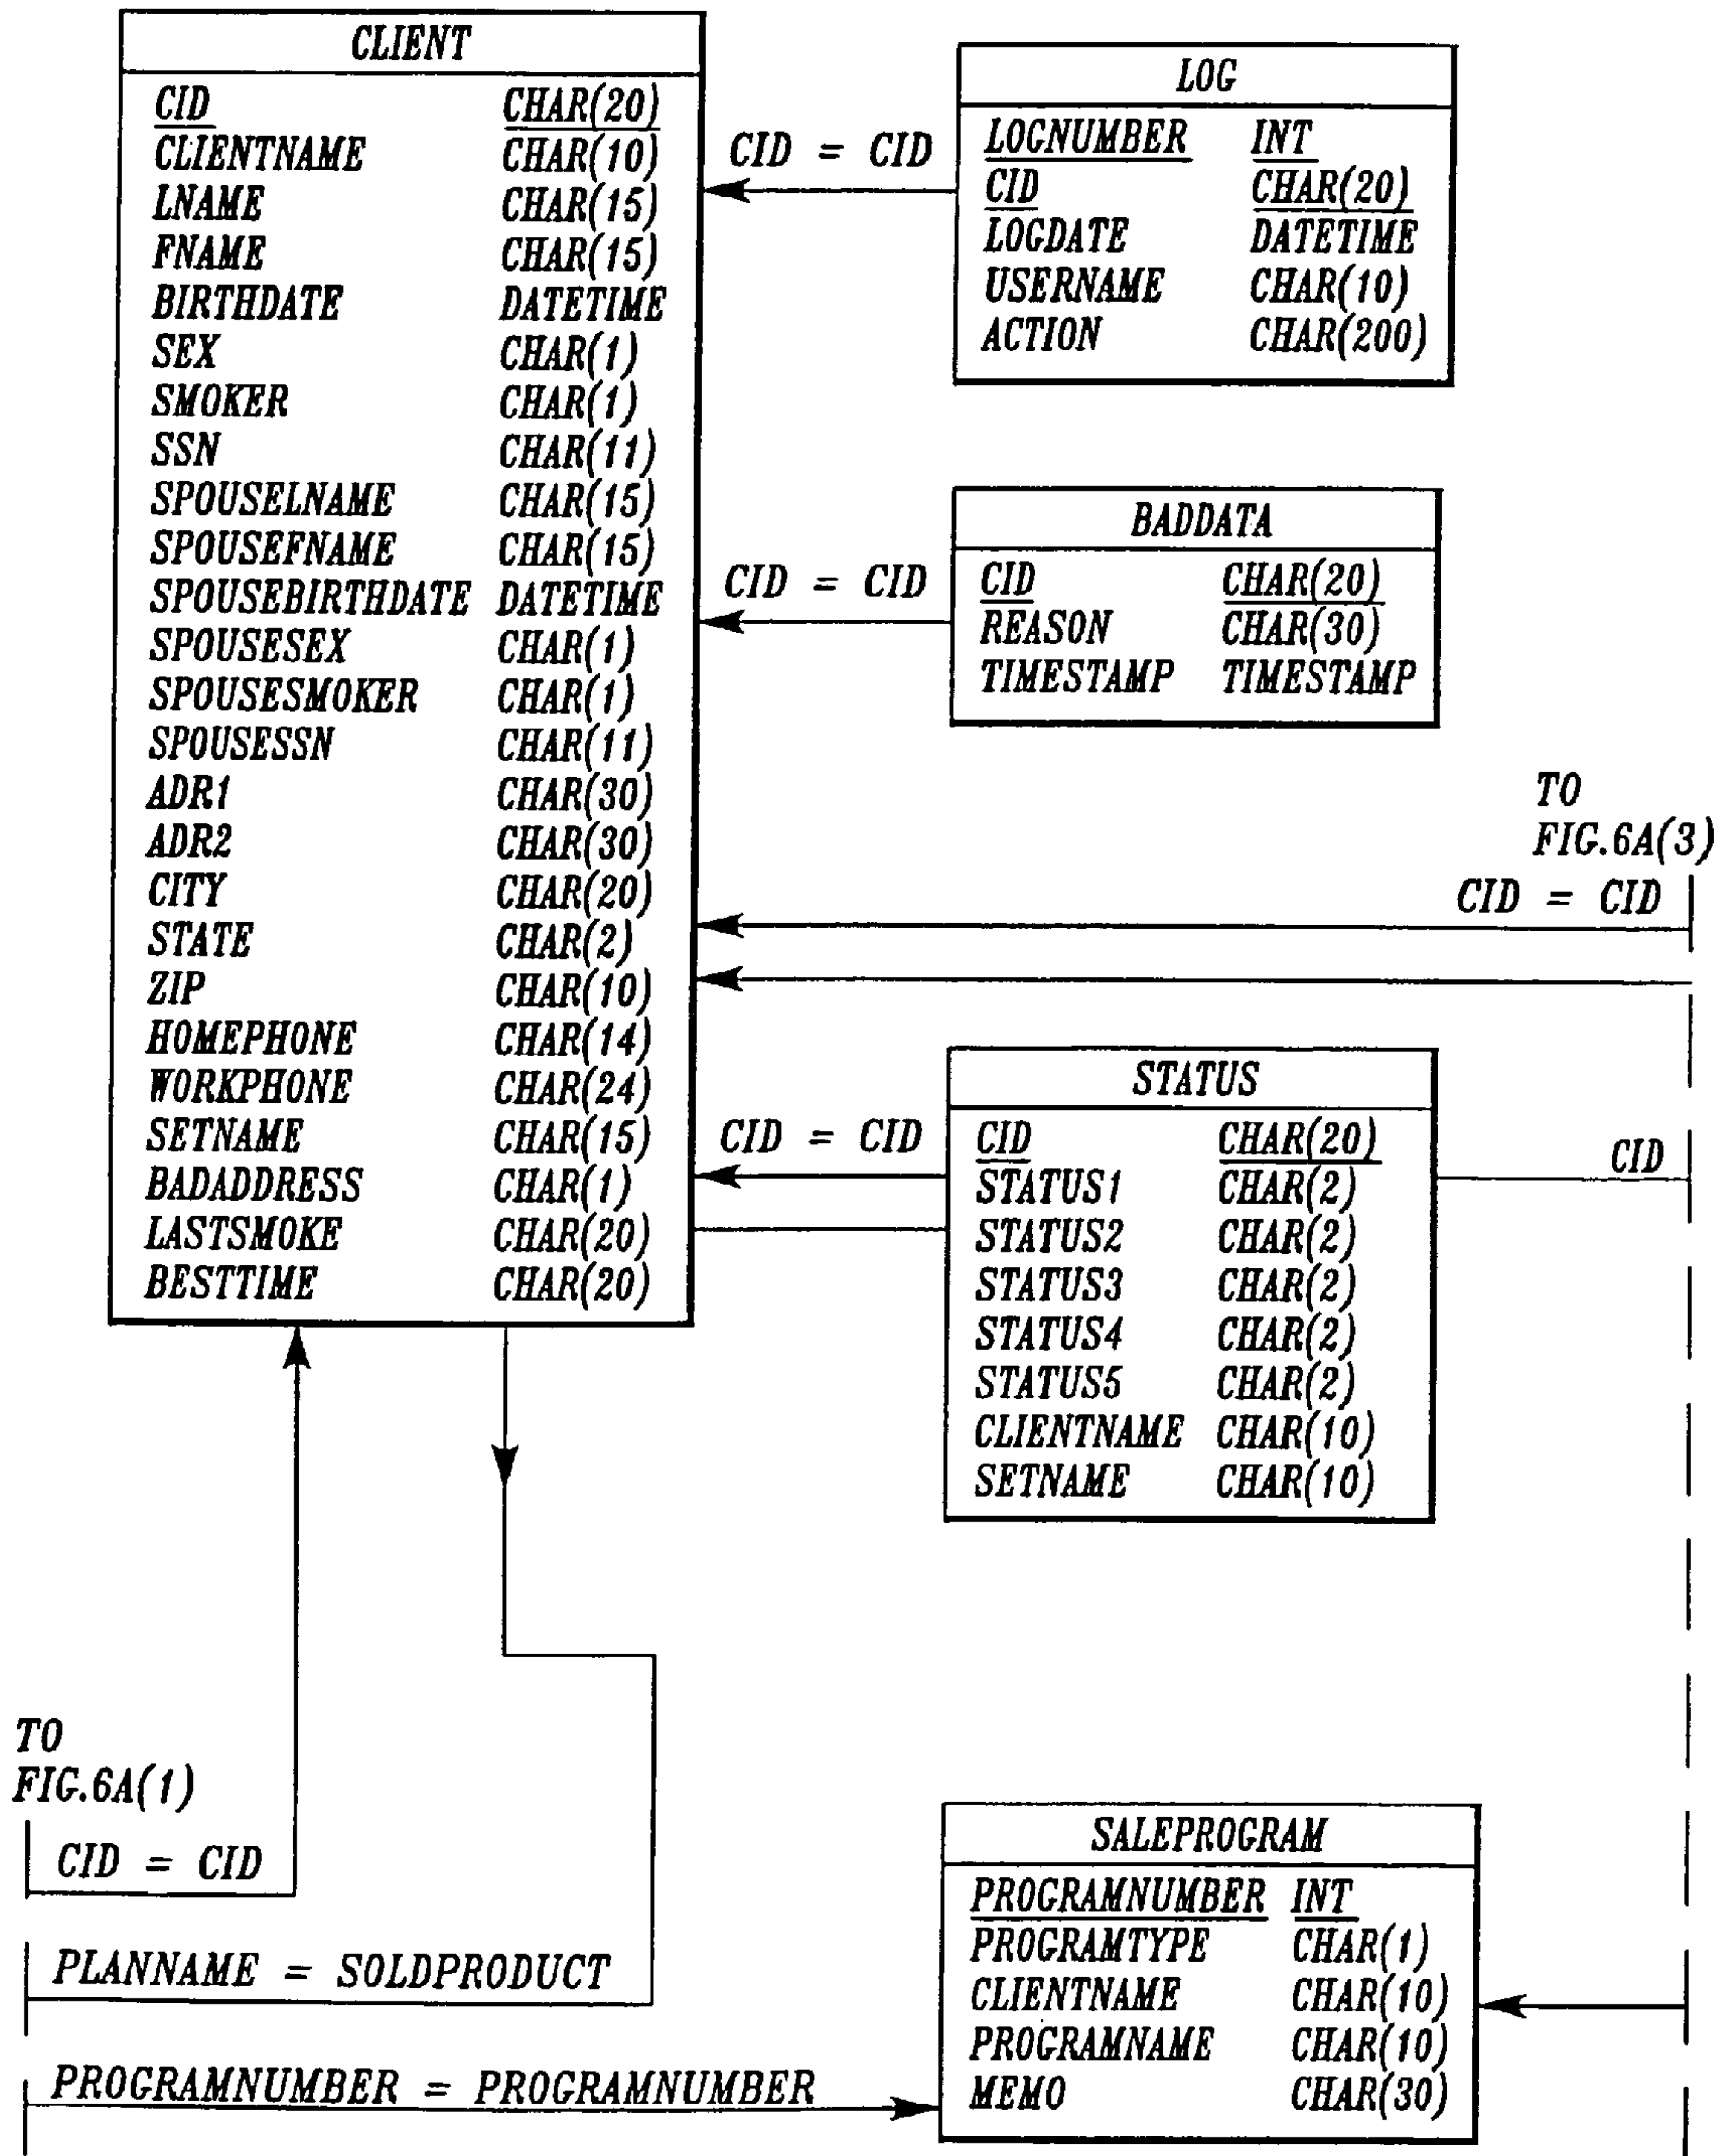 CLIENT
CID CHAR(20)
CLIENTNAME CHAR(10)
LNAME CHAR(15)
FNAME CHAR(15)
BIRTHDATE DATETIME
SEX CHAR(1)
SMOKER CHAR(1)
SSN CHAR(11)
SPOUSELNAME CHAR(15)
SPOUSEFNAME CHAR(15)
SPOUSEBIRTHDATE DATETIME
SPOUSESEX CHAR(1)
SPOUSESMOKER CHAR(1)
SPOUSESSN CHAR(11)
ADR1 CHAR(30)
ADR2 CHAR(30)
CITY CHAR(20)
STATE CHAR(2)
ZIP CHAR(10)
HOMEPHONE CHAR(14)
WORKPHONE CHAR(24)
SETNAME CHAR(15)
BADADDRESS CHAR(1)
LASTSMOKE CHAR(20)
BESTTIME CHAR(20)
CID = CID
LOG
LOGNUMBER INT
CID CHAR(20)
LOGDATE DATETIME
USERNAME CHAR(10)
ACTION CHAR(200)
CID = CID
BADDATA
CID CHAR(20)
REASON CHAR(30)
TIMESTAMP TIMESTAMP
TO
FIG.6A(3)
CID = CID
CID = CID
STATUS
CID CHAR(20)
STATUS1 CHAR(2)
STATUS2 CHAR(2)
STATUS3 CHAR(2)
STATUS4 CHAR(2)
STATUS5 CHAR(2)
CLIENTNAME CHAR(10)
SETNAME CHAR(10)
CID
TO
FIG.6A(1)
CID = CID
PLANNAME = SOLDPRODUCT
PROGRAMNUMBER = PROGRAMNUMBER
SALEPROGRAM
PROGRAMNUMBER INT
PROGRAMTYPE CHAR(1)
CLIENTNAME CHAR(10)
PROGRAMNAME CHAR(10)
MEMO CHAR(30)